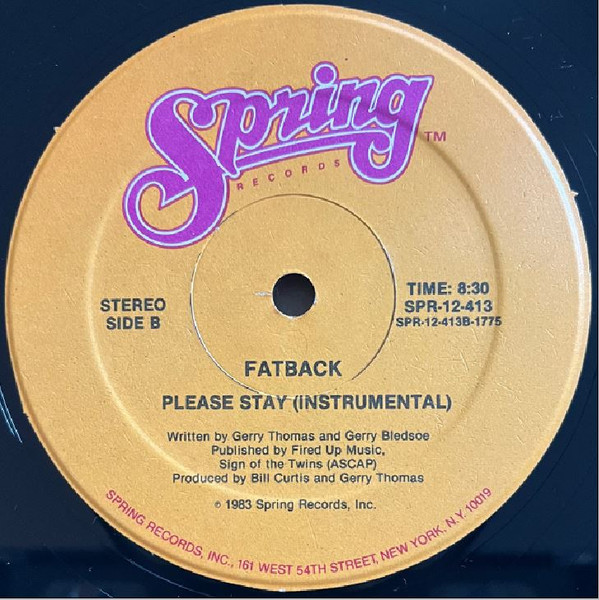 Spring TM
RECORDS
STEREO
SIDE B
TIME: 8:30
SPR-12-413
SPR-12-413B-1775
FATBACK
PLEASE STAY (INSTRUMENTAL)
Written by Gerry Thomas and Gerry Bledsoe
Published by Fired Up Music,
Sign of the Twins (ASCAP)
Produced by Bill Curtis and Gerry Thomas
℗ 1983 Spring Records, Inc.
SPRING RECORDS, INC., 161 WEST 54TH STREET, NEW YORK, N.Y. 10019